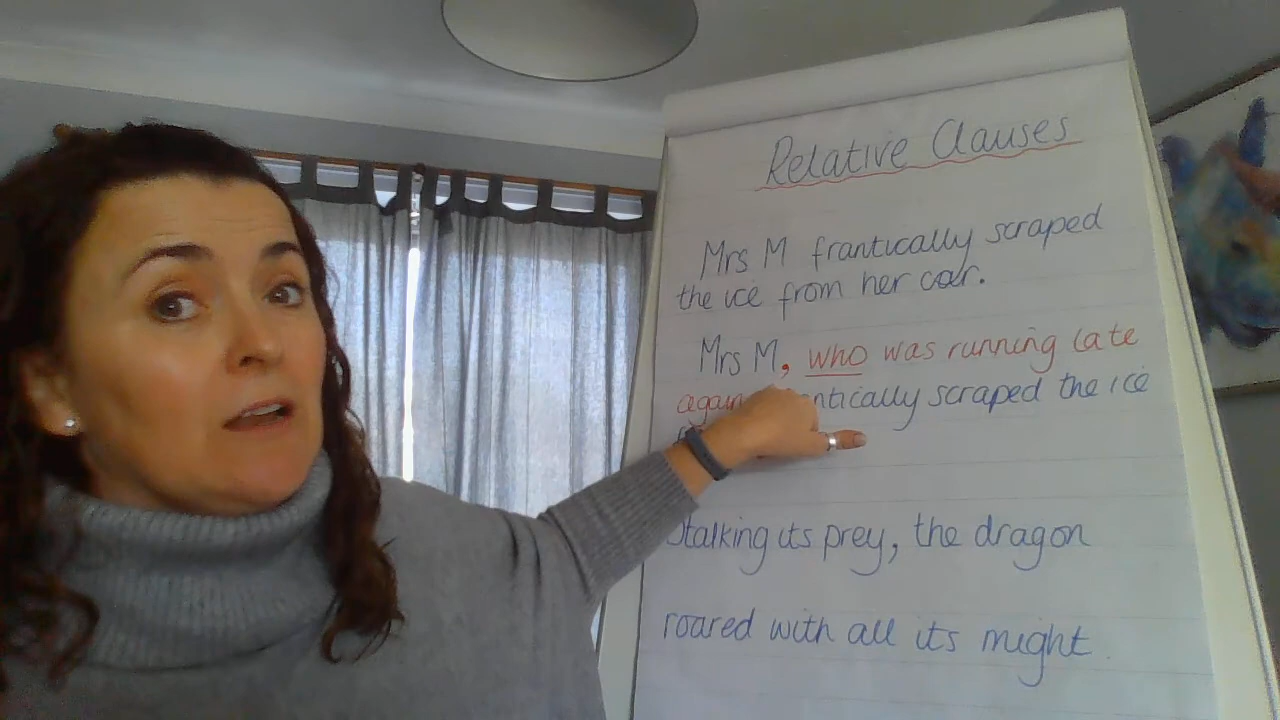 Relative Clauses
Mrs M frantically scraped
the ice from her car.
Mrs M, who was running late
again scraped the ice
Stalking its prey, the dragon
roared with all its might.